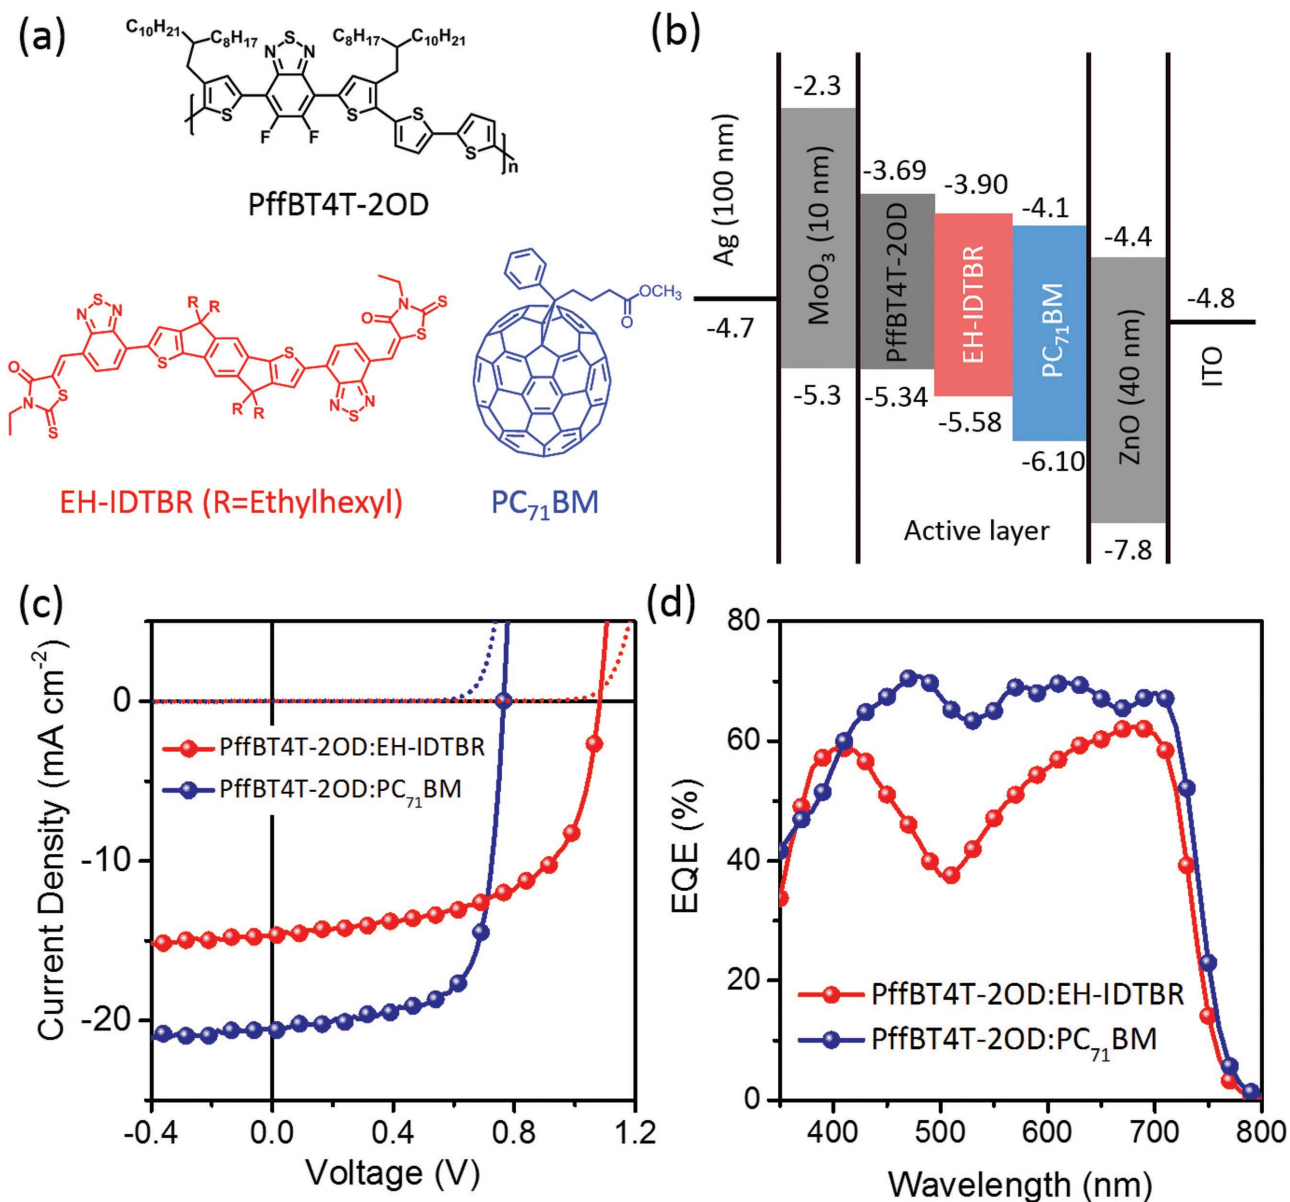 (a)
C10H21
C8H17
C8H17
C10H21
N S N
S
F F
S
S
S
n
PffBT4T-2OD
EH-IDTBR (R=Ethylhexyl)
N S N
R R
S
S
R R
N S N
O
N
S
S
O
N
S
S
O
OCH3
PC71BM
(b)
Ag (100 nm)
-4.7
-2.3
MoO3 (10 nm)
-5.3
-3.69
PffBT4T-2OD
-5.34
-3.90
EH-IDTBR
-5.58
-4.1
PC71BM
-6.10
-4.4
ZnO (40 nm)
-7.8
-4.8
ITO
Active layer
(c)
Current Density (mA cm-2)
0
-10
-20
PffBT4T-2OD:EH-IDTBR
PffBT4T-2OD:PC71BM
-0.4 0.0 0.4 0.8 1.2
Voltage (V)
(d)
EQE (%)
80
60
40
20
0
PffBT4T-2OD:EH-IDTBR
PffBT4T-2OD:PC71BM
400 500 600 700 800
Wavelength (nm)